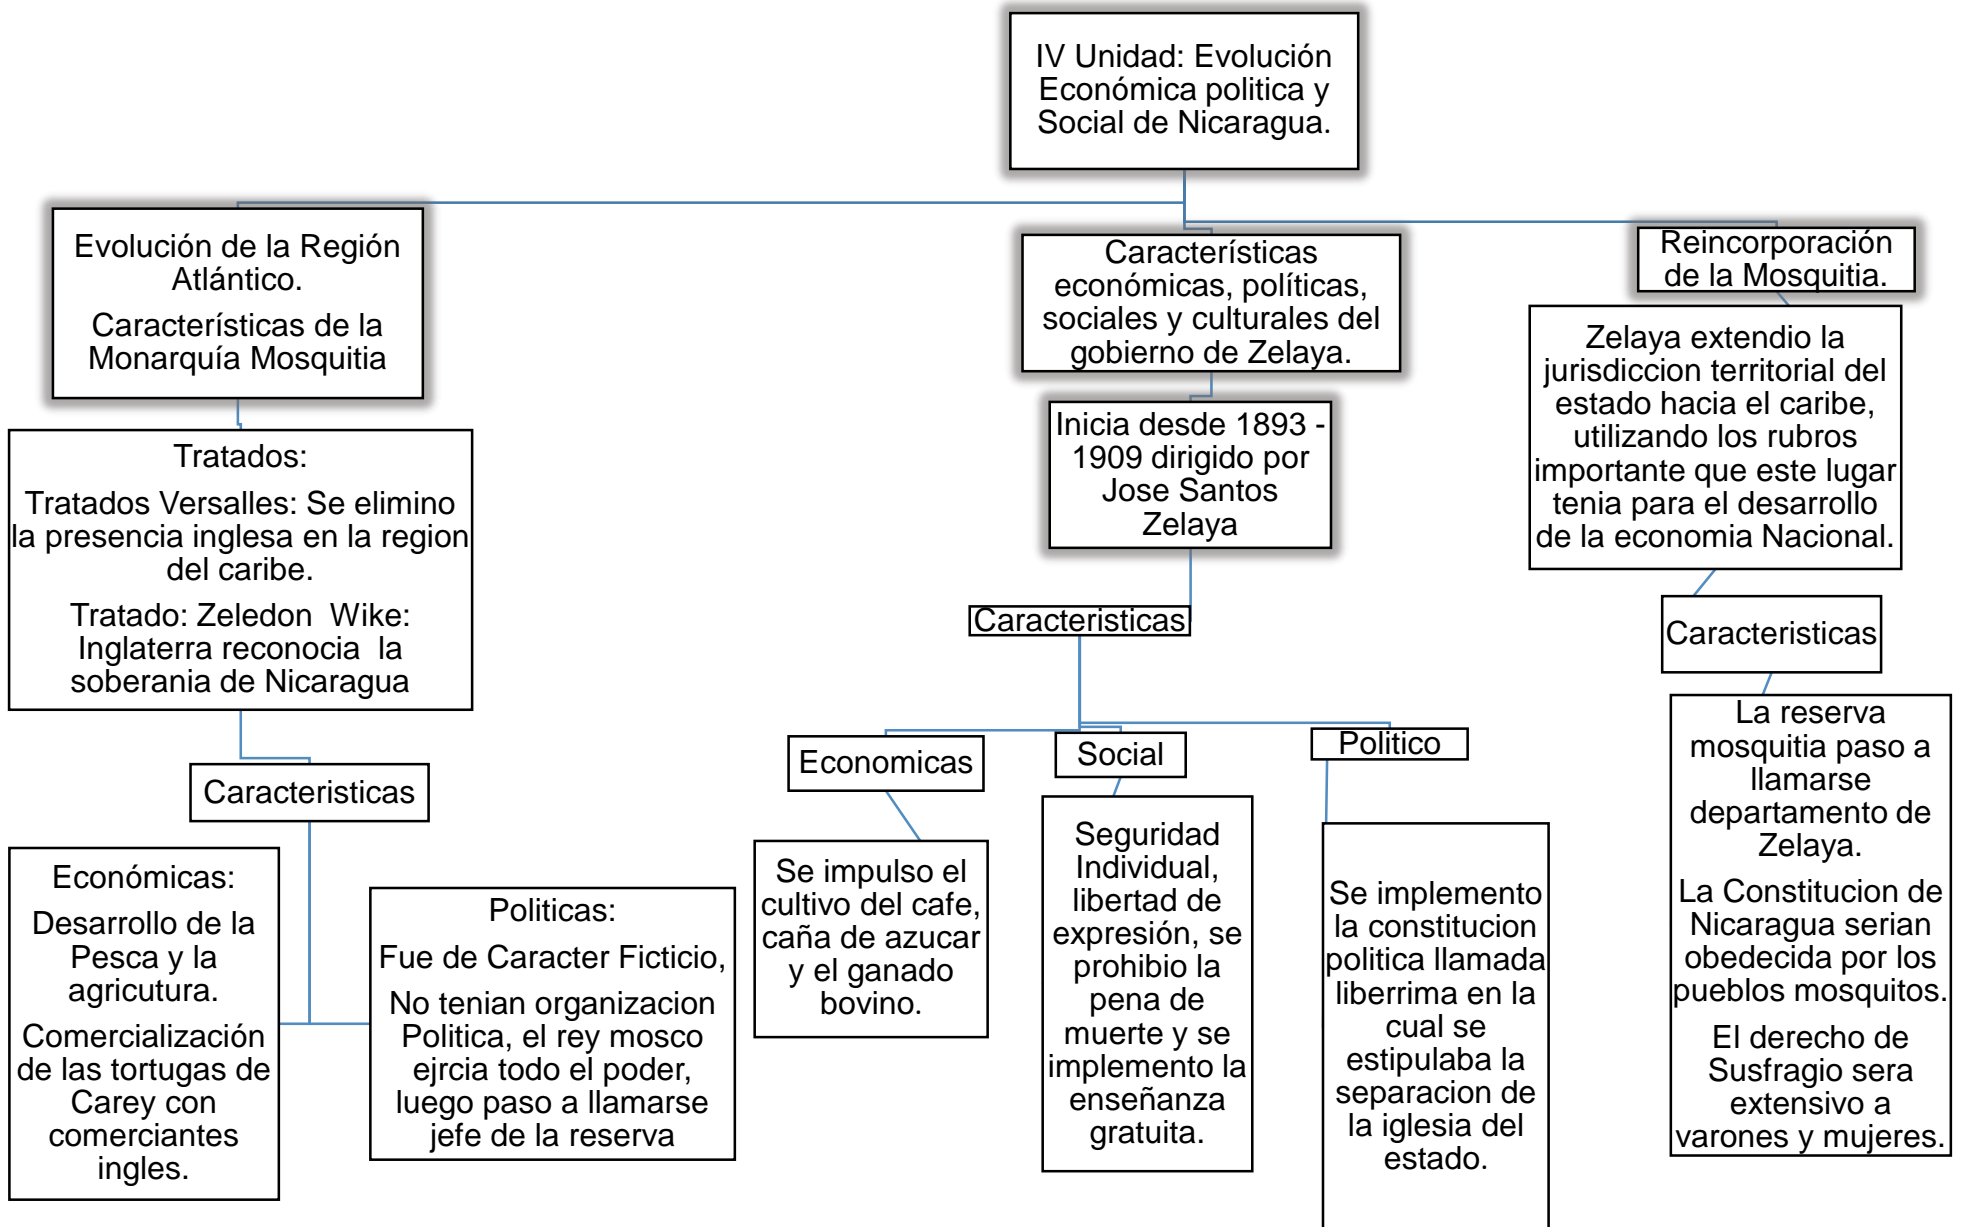 IV Unidad: Evolución
Económica politica y
Social de Nicaragua.
Evolución de la Región
Atlántico.
Características de la
Monarquía Mosquitia
Tratados:
Tratados Versalles: Se elimino
la presencia inglesa en la region
del caribe.
Tratado: Zeledon Wike:
Inglaterra reconocia la
soberania de Nicaragua
Caracteristicas
Económicas:
Desarrollo de la
Pesca y la
agricutura.
Comercialización
de las tortugas de
Carey con
comerciantes
ingles.
Politicas:
Fue de Caracter Ficticio,
No tenian organizacion
Politica, el rey mosco
ejrcia todo el poder,
luego paso a llamarse
jefe de la reserva
Características
económicas, políticas,
sociales y culturales del
gobierno de Zelaya.
Inicia desde 1893 -
1909 dirigido por
Jose Santos
Zelaya
Caracteristicas
Economicas
Se impulso el
cultivo del cafe,
caña de azucar
y el ganado
bovino.
Social
Seguridad
Individual,
libertad de
expresión, se
prohibio la
pena de
muerte y se
implemento la
enseñanza
gratuita.
Politico
Se implemento
la constitucion
politica llamada
liberrima en la
cual se
estipulaba la
separacion de
la iglesia del
estado.
Reincorporación
de la Mosquitia.
Zelaya extendio la
jurisdiccion territorial del
estado hacia el caribe,
utilizando los rubros
importante que este lugar
tenia para el desarrollo
de la economia Nacional.
Caracteristicas
La reserva
mosquitia paso a
llamarse
departamento de
Zelaya.
La Constitucion de
Nicaragua serian
obedecida por los
pueblos mosquitos.
El derecho de
Susfragio sera
extensivo a
varones y mujeres.